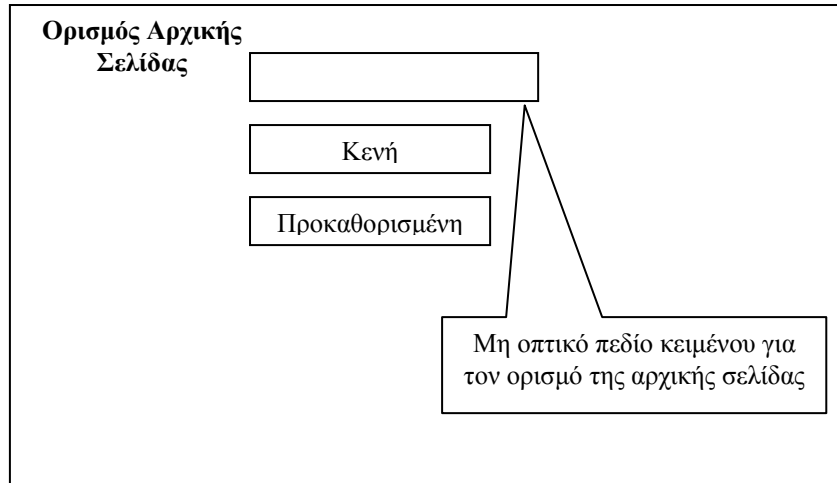 Ορισμός Αρχικής
Σελίδας
Κενή
Προκαθορισμένη
Μη οπτικό πεδίο κειμένου για
τον ορισμό της αρχικής σελίδας